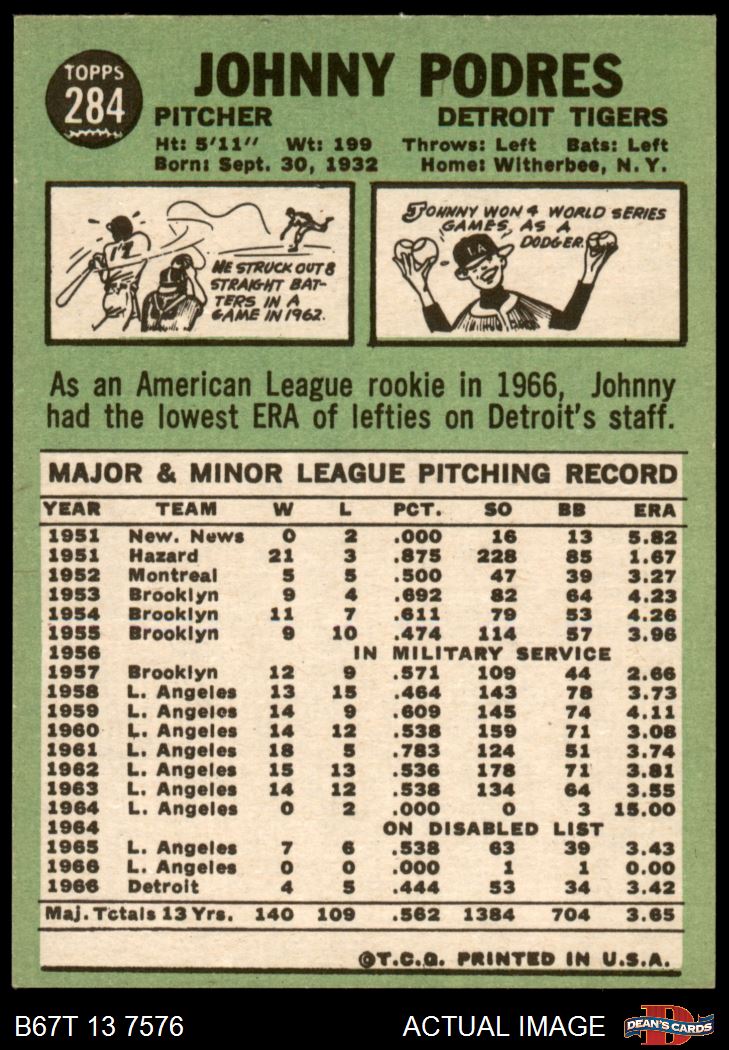 TOPPS
284
JOHNNY PODRES
PITCHER DETROIT TIGERS
Ht: 5'11" Wt: 199 Throws: Left Bats: Left
Born: Sept. 30, 1932 Home: Witherbee, N.Y.
HE STRUCK OUT 8
STRAIGHT BAT-
TERS IN A
GAME IN 1962.
JOHNNY WON 4 WORLD SERIES
GAMES, AS A
DODGER.
LA
As an American League rookie in 1966, Johnny
had the lowest ERA of lefties on Detroit's staff.
MAJOR & MINOR LEAGUE PITCHING RECORD
YEAR TEAM W L PCT. SO BB ERA
1951 New. News 0 2 .000 16 13 5.82
1951 Hazard 21 3 .875 228 85 1.67
1952 Montreal 5 5 .500 47 39 3.27
1953 Brooklyn 9 4 .692 82 64 4.23
1954 Brooklyn 11 7 .611 79 53 4.26
1955 Brooklyn 9 10 .474 114 57 3.96
1956 IN MILITARY SERVICE
1957 Brooklyn 12 9 .571 109 44 2.66
1958 L. Angeles 13 15 .464 143 78 3.73
1959 L. Angeles 14 9 .609 145 74 4.11
1960 L. Angeles 14 12 .538 159 71 3.08
1961 L. Angeles 18 5 .783 124 51 3.74
1962 L. Angeles 15 13 .536 178 71 3.81
1963 L. Angeles 14 12 .538 134 64 3.55
1964 L. Angeles 0 2 .000 0 3 15.00
1964 ON DISABLED LIST
1965 L. Angeles 7 6 .538 63 39 3.43
1966 L. Angeles 0 0 .000 1 1 0.00
1966 Detroit 4 5 .444 53 34 3.42
Maj. Totals 13 Yrs. 140 109 .562 1384 704 3.65
©T.C.G. PRINTED IN U.S.A.
B67T 13 7576 ACTUAL IMAGE
DEAN'S CARDS